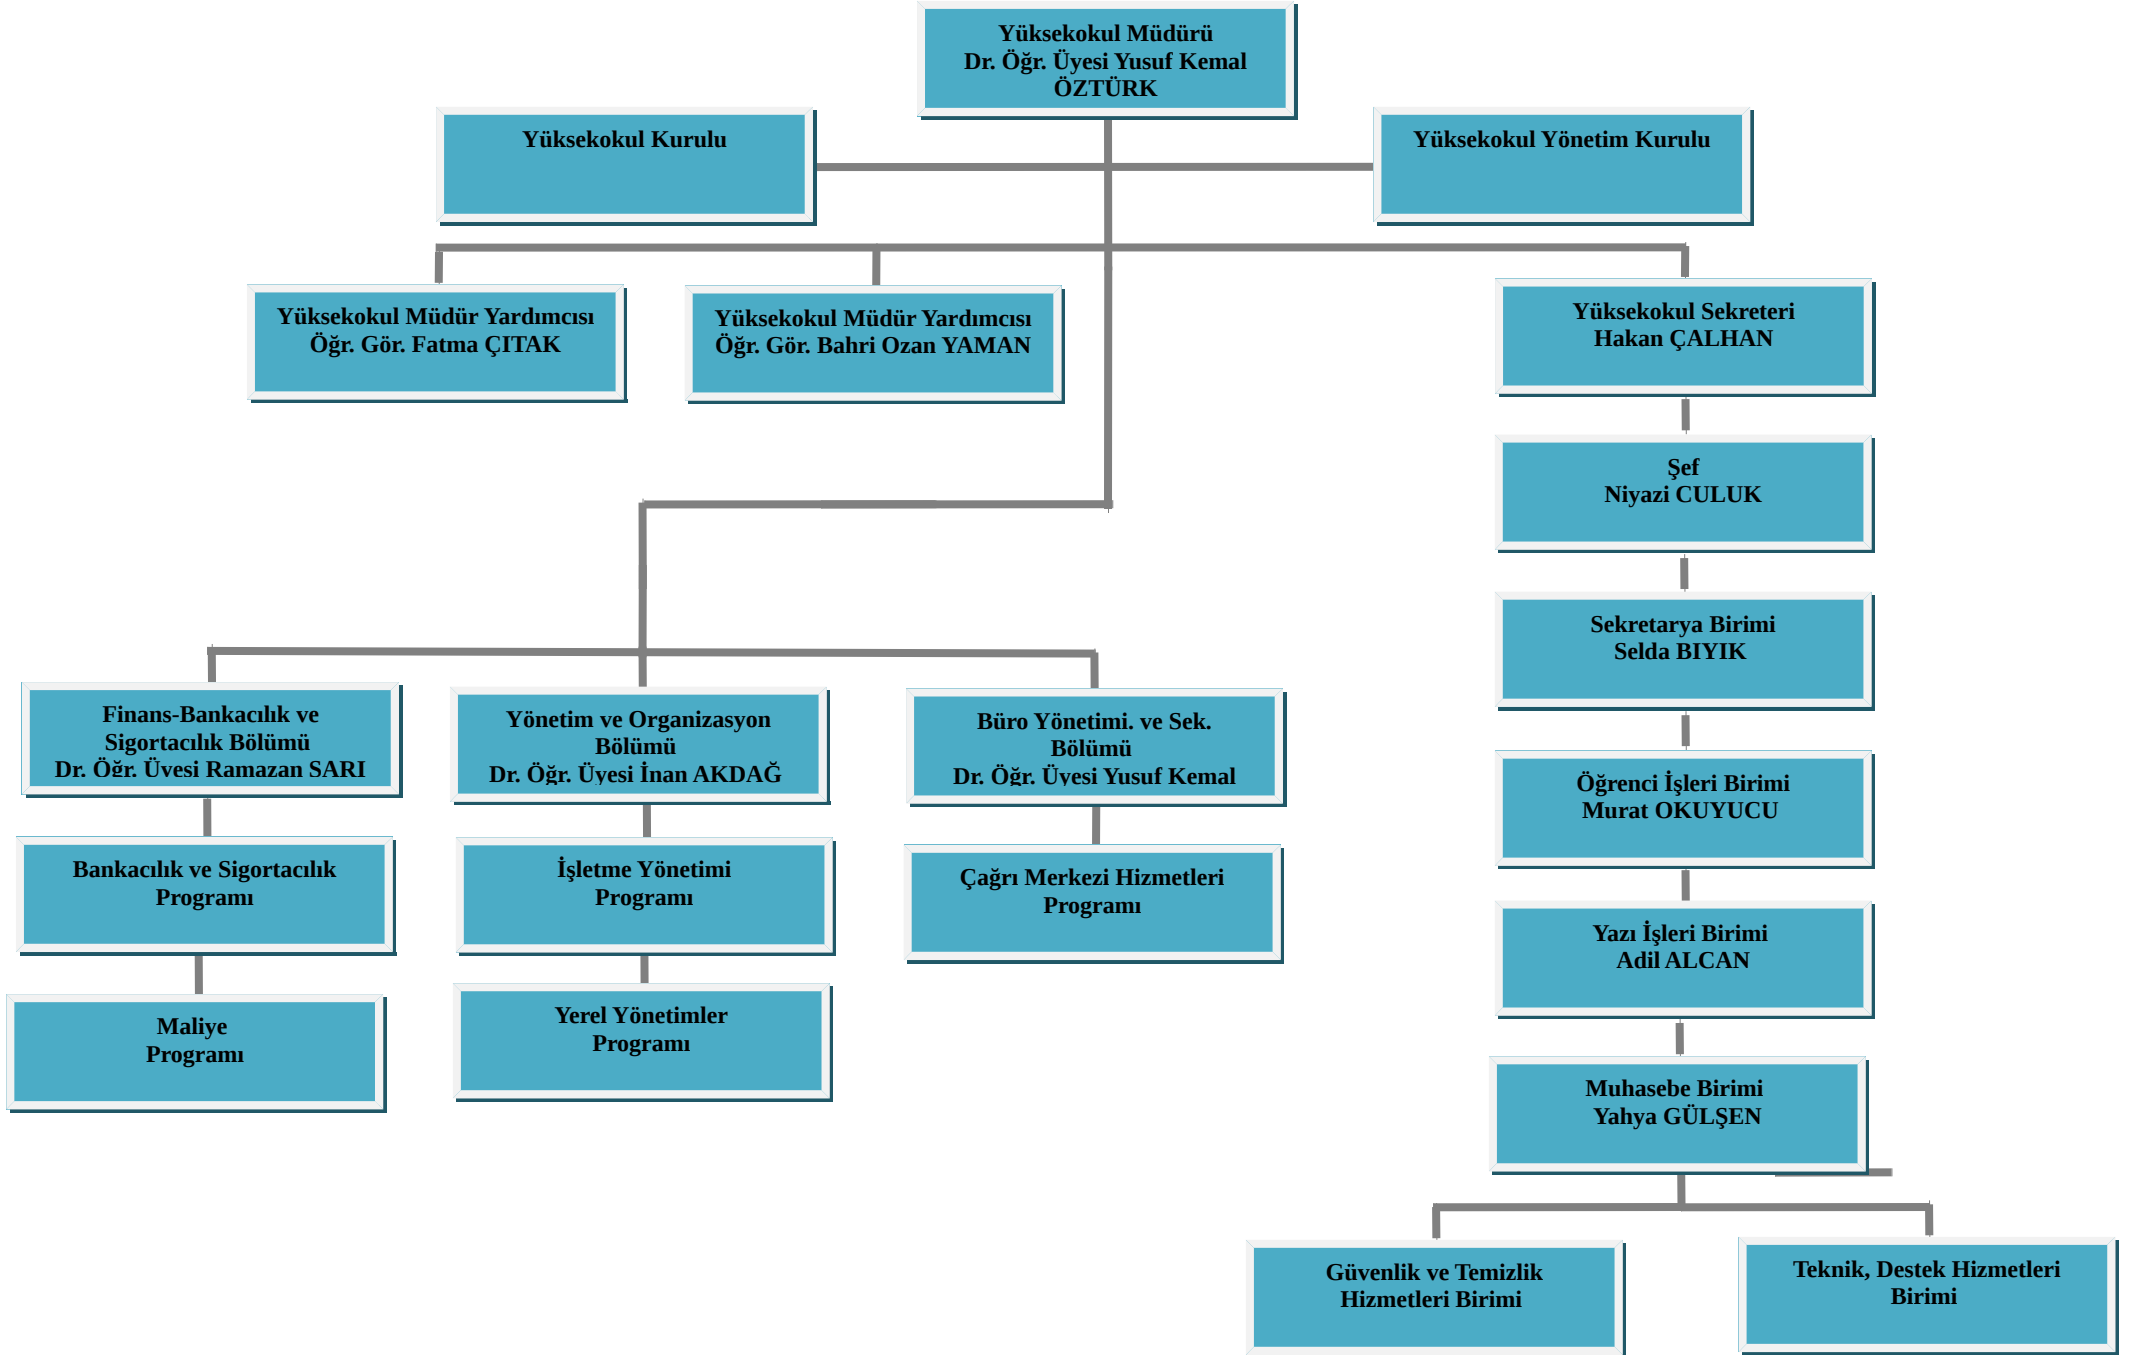 Yüksekokul Müdürü
Dr. Öğr. Üyesi Yusuf Kemal
ÖZTÜRK
Yüksekokul Kurulu
Yüksekokul Yönetim Kurulu
Yüksekokul Müdür Yardımcısı
Öğr. Gör. Fatma ÇITAK
Yüksekokul Müdür Yardımcısı
Öğr. Gör. Bahri Ozan YAMAN
Yüksekokul Sekreteri
Hakan ÇALHAN
Şef
Niyazi CULUK
Sekretarya Birimi
Selda BIYIK
Öğrenci İşleri Birimi
Murat OKUYUCU
Yazı İşleri Birimi
Adil ALCAN
Muhasebe Birimi
Yahya GÜLŞEN
Güvenlik ve Temizlik
Hizmetleri Birimi
Teknik, Destek Hizmetleri
Birimi
Finans-Bankacılık ve
Sigortacılık Bölümü
Dr. Öğr. Üyesi Ramazan SARI
Bankacılık ve Sigortacılık
Programı
Maliye
Programı
Yönetim ve Organizasyon
Bölümü
Dr. Öğr. Üyesi İnan AKDAĞ
İşletme Yönetimi
Programı
Yerel Yönetimler
Programı
Büro Yönetimi. ve Sek.
Bölümü
Dr. Öğr. Üyesi Yusuf Kemal
Çağrı Merkezi Hizmetleri
Programı